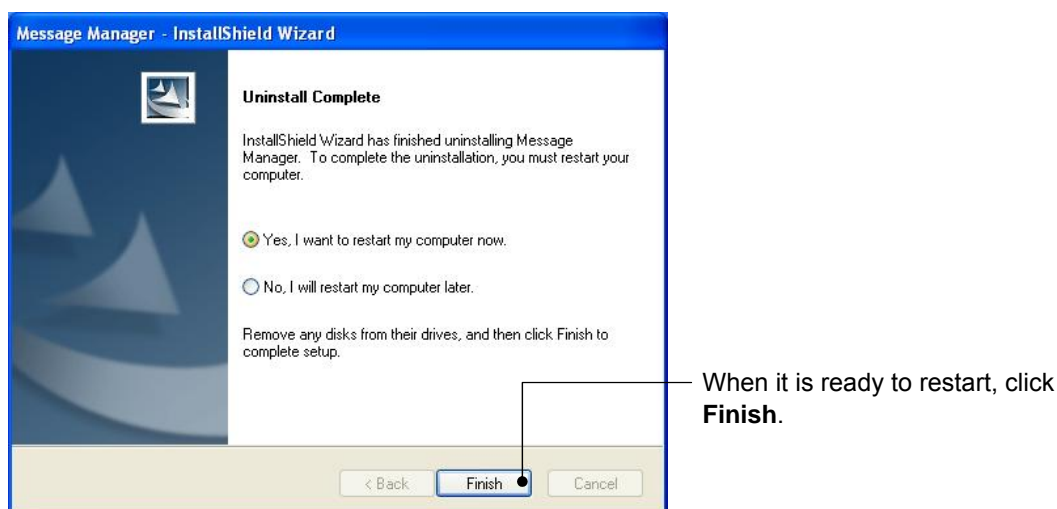 Message Manager - InstallShield Wizard
Uninstall Complete
InstallShield Wizard has finished uninstalling Message
Manager. To complete the uninstallation, you must restart your
computer.
Yes, I want to restart my computer now.
No, I will restart my computer later.
Remove any disks from their drives, and then click Finish to
complete setup.
When it is ready to restart, click
Finish.
< Back
Finish
Cancel